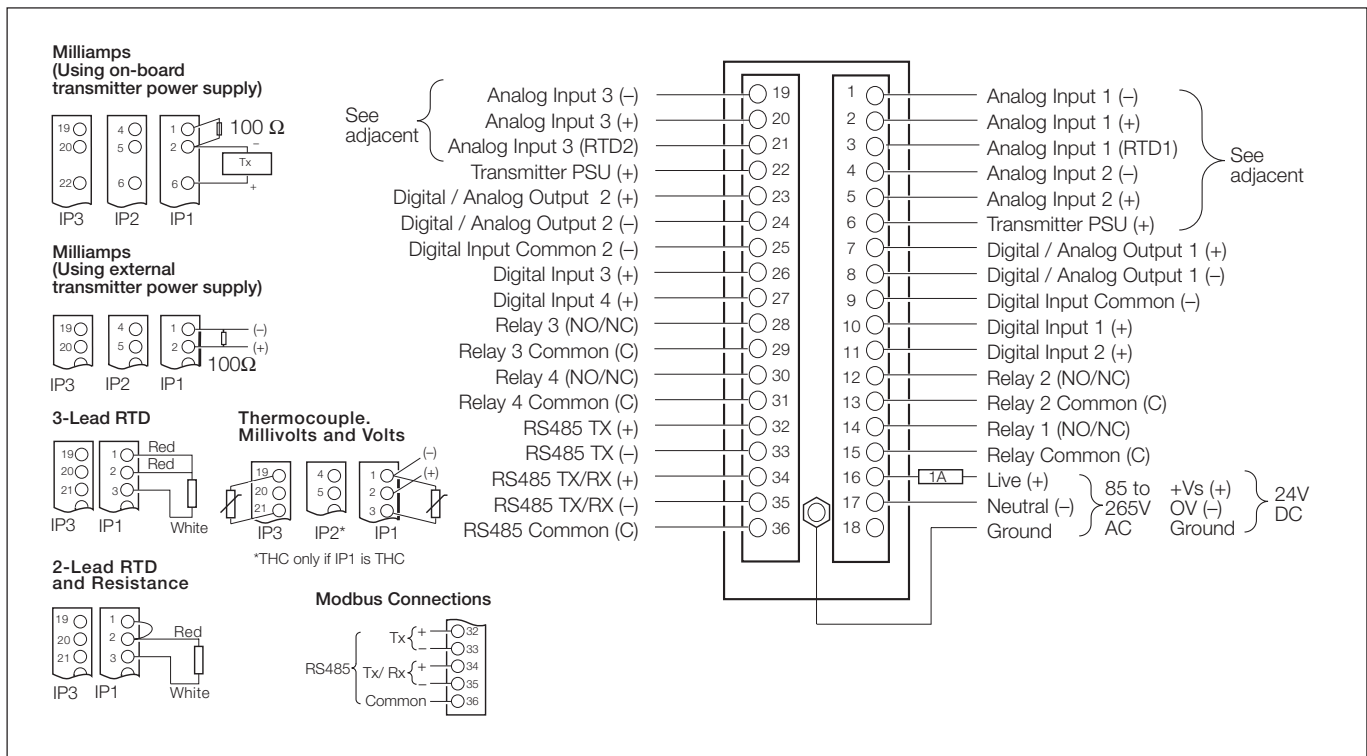 Milliamps
(Using on-board
transmitter power supply)
19
20
22
IP3
4
5
6
IP2
1
2
6
IP1
100 Ω
–
Tx
+
Milliamps
(Using external
transmitter power supply)
19
20
IP3
4
5
IP2
1
2
IP1
(–)
(+)
100Ω
3-Lead RTD
19
20
21
IP3
1
2
3
IP1
Red
Red
White
Thermocouple.
Millivolts and Volts
19
20
21
IP3
4
5
IP2*
1
2
3
IP1
(–)
(+)
*THC only if IP1 is THC
2-Lead RTD
and Resistance
19
20
21
IP3
1
2
3
IP1
Red
White
Modbus Connections
RS485
Tx
+
–
Tx/ Rx
+
–
Common
32
33
34
35
36
See
adjacent
Analog Input 3 (–) 19
Analog Input 3 (+) 20
Analog Input 3 (RTD2) 21
Transmitter PSU (+) 22
Digital / Analog Output 2 (+) 23
Digital / Analog Output 2 (–) 24
Digital Input Common 2 (–) 25
Digital Input 3 (+) 26
Digital Input 4 (+) 27
Relay 3 (NO/NC) 28
Relay 3 Common (C) 29
Relay 4 (NO/NC) 30
Relay 4 Common (C) 31
RS485 TX (+) 32
RS485 TX (–) 33
RS485 TX/RX (+) 34
RS485 TX/RX (–) 35
RS485 Common (C) 36
1 Analog Input 1 (–)
2 Analog Input 1 (+)
3 Analog Input 1 (RTD1)
4 Analog Input 2 (–)
5 Analog Input 2 (+)
6 Transmitter PSU (+)
See
adjacent
7 Digital / Analog Output 1 (+)
8 Digital / Analog Output 1 (–)
9 Digital Input Common (–)
10 Digital Input 1 (+)
11 Digital Input 2 (+)
12 Relay 2 (NO/NC)
13 Relay 2 Common (C)
14 Relay 1 (NO/NC)
15 Relay Common (C)
16 1A Live (+)
17 Neutral (–)
18 Ground
85 to
265V
AC
+Vs (+)
OV (–)
Ground
24V
DC